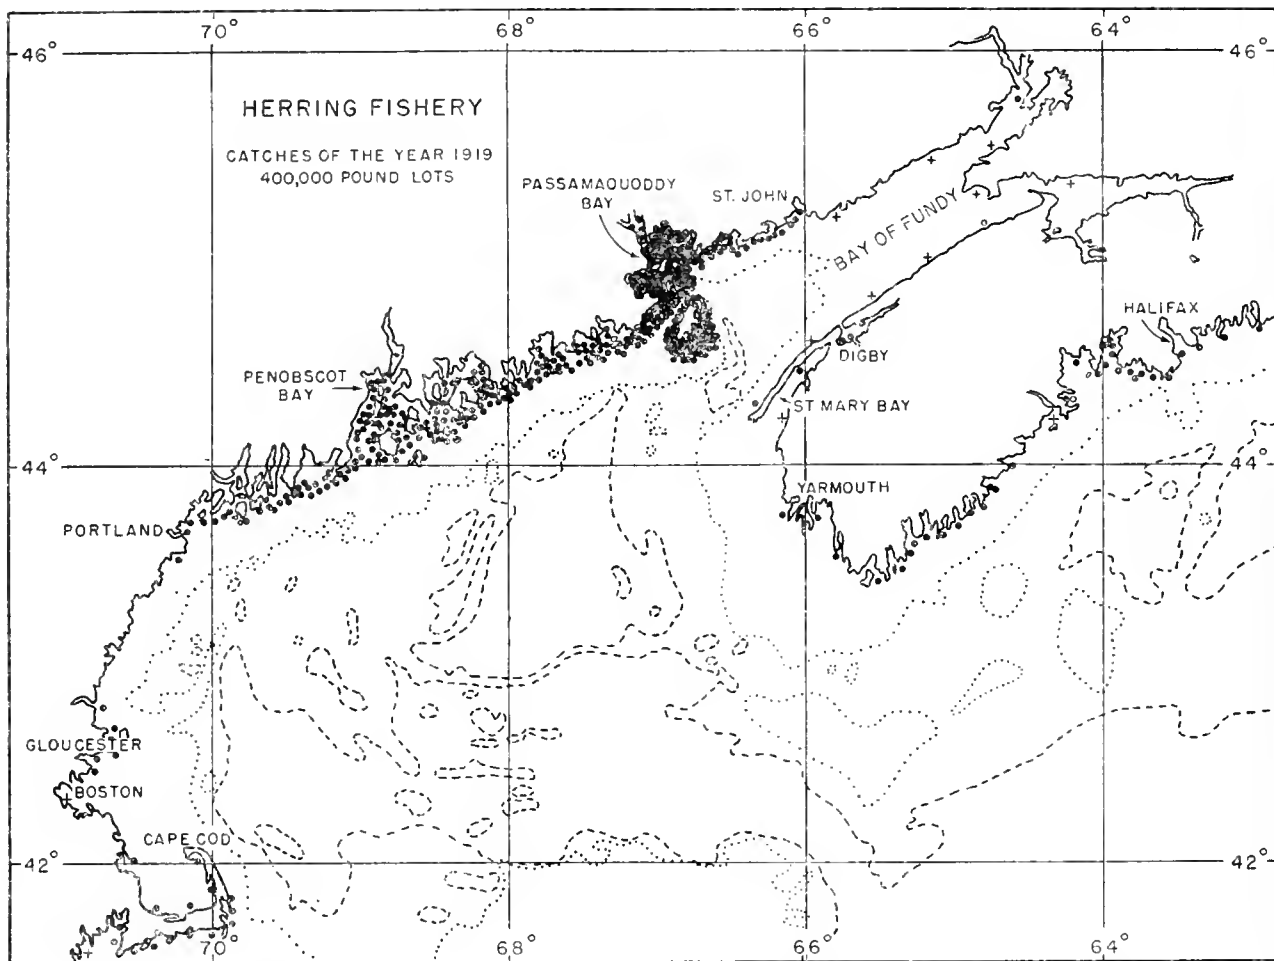 70° 68° 66° 64°
46° 46°
HERRING FISHERY
CATCHES OF THE YEAR 1919
400,000 POUND LOTS
PASSAMAQUODDY
BAY
ST. JOHN
BAY OF FUNDY
HALIFAX
DIGBY
PENOBSCOT
BAY
ST MARY BAY
44° 44°
YARMOUTH
PORTLAND
GLOUCESTER
BOSTON
CAPE COD
42° 42°
70° 68° 66° 64°